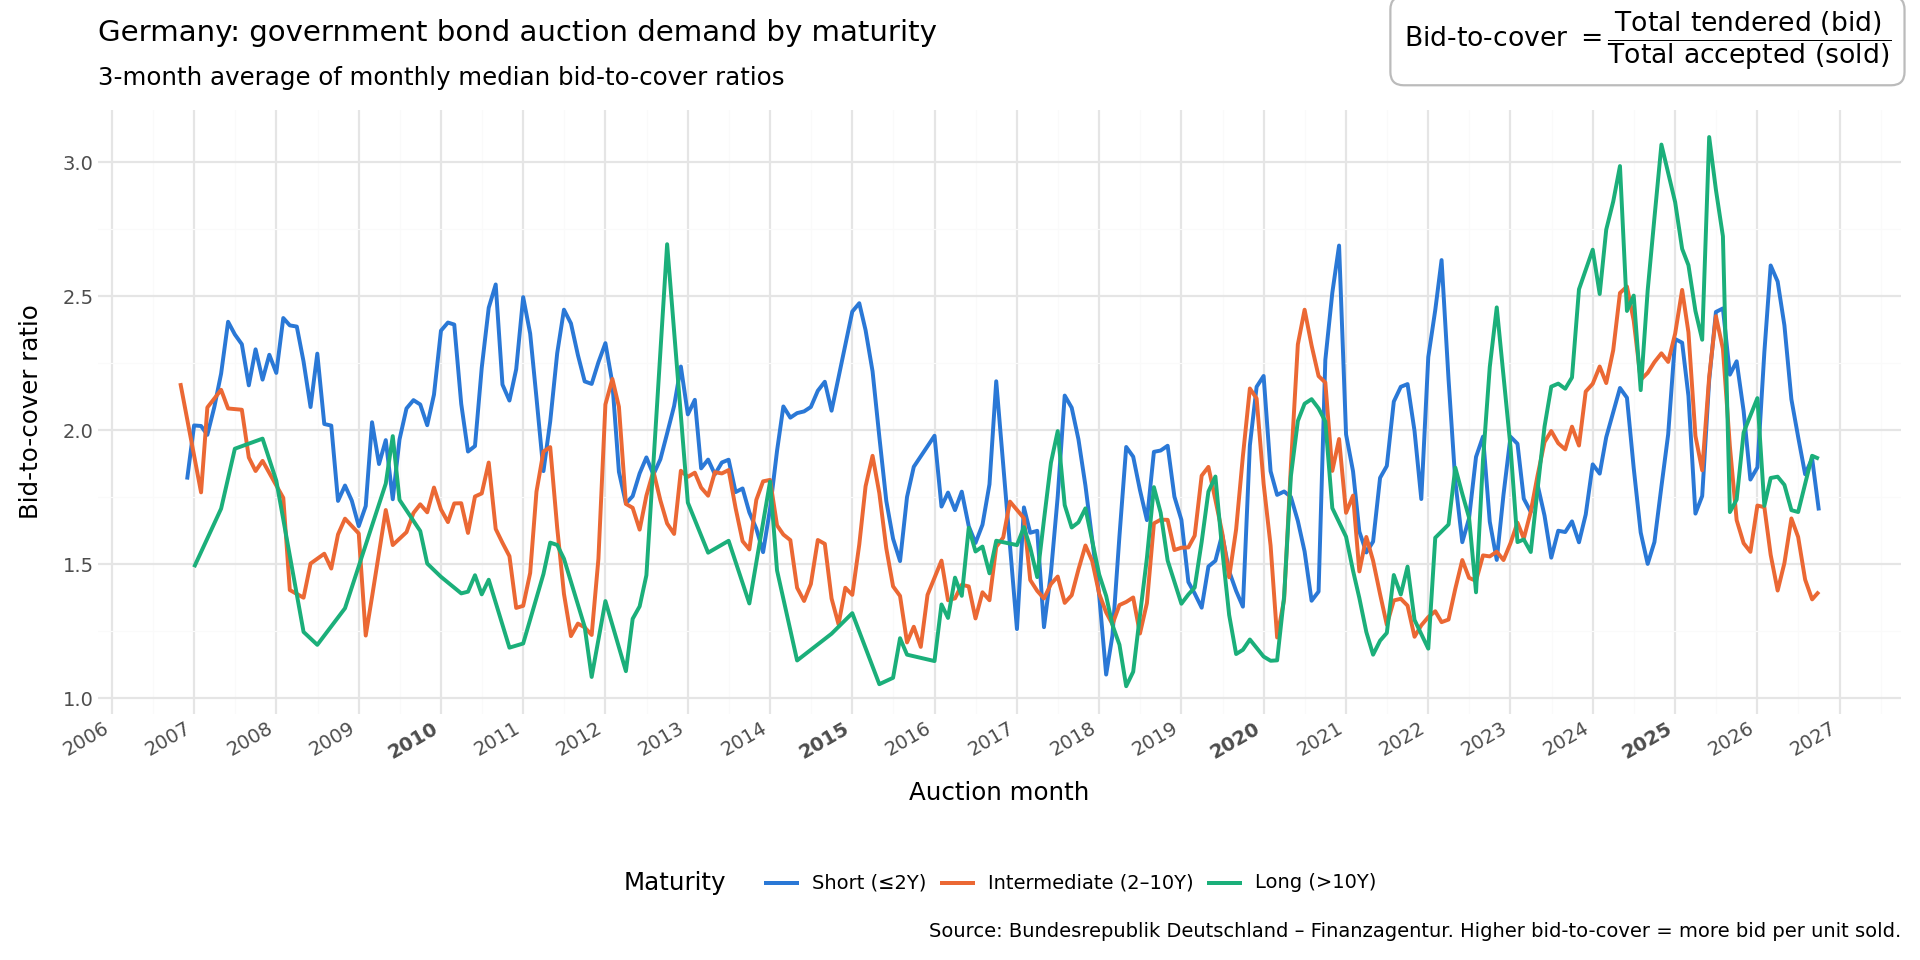 Germany: government bond auction demand by maturity
3-month average of monthly median bid-to-cover ratios
Bid-to-cover = Total tendered (bid)
Total accepted (sold)
Bid-to-cover ratio
3.0
2.5
2.0
1.5
1.0
2006 2007 2008 2009 2010 2011 2012 2013 2014 2015 2016 2017 2018 2019 2020 2021 2022 2023 2024 2025 2026 2027
Auction month
Maturity Short (≤2Y) Intermediate (2–10Y) Long (>10Y)
Source: Bundesrepublik Deutschland – Finanzagentur. Higher bid-to-cover = more bid per unit sold.